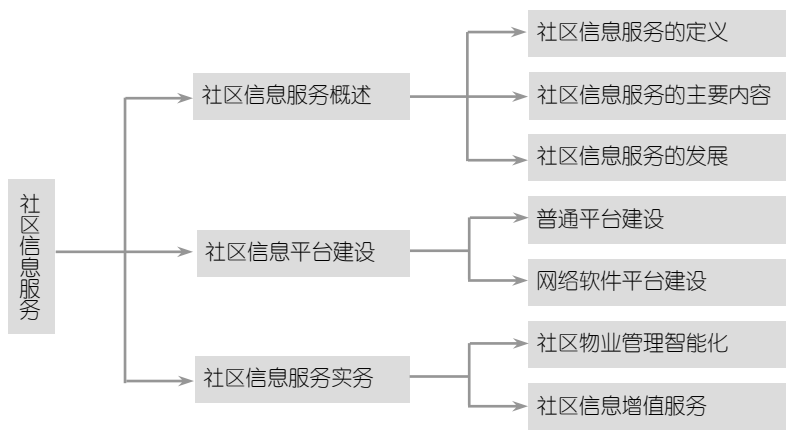 社区信息服务
社区信息服务概述
社区信息服务的定义
社区信息服务的主要内容
社区信息服务的发展
社区信息平台建设
普通平台建设
网络软件平台建设
社区信息服务实务
社区物业管理智能化
社区信息增值服务